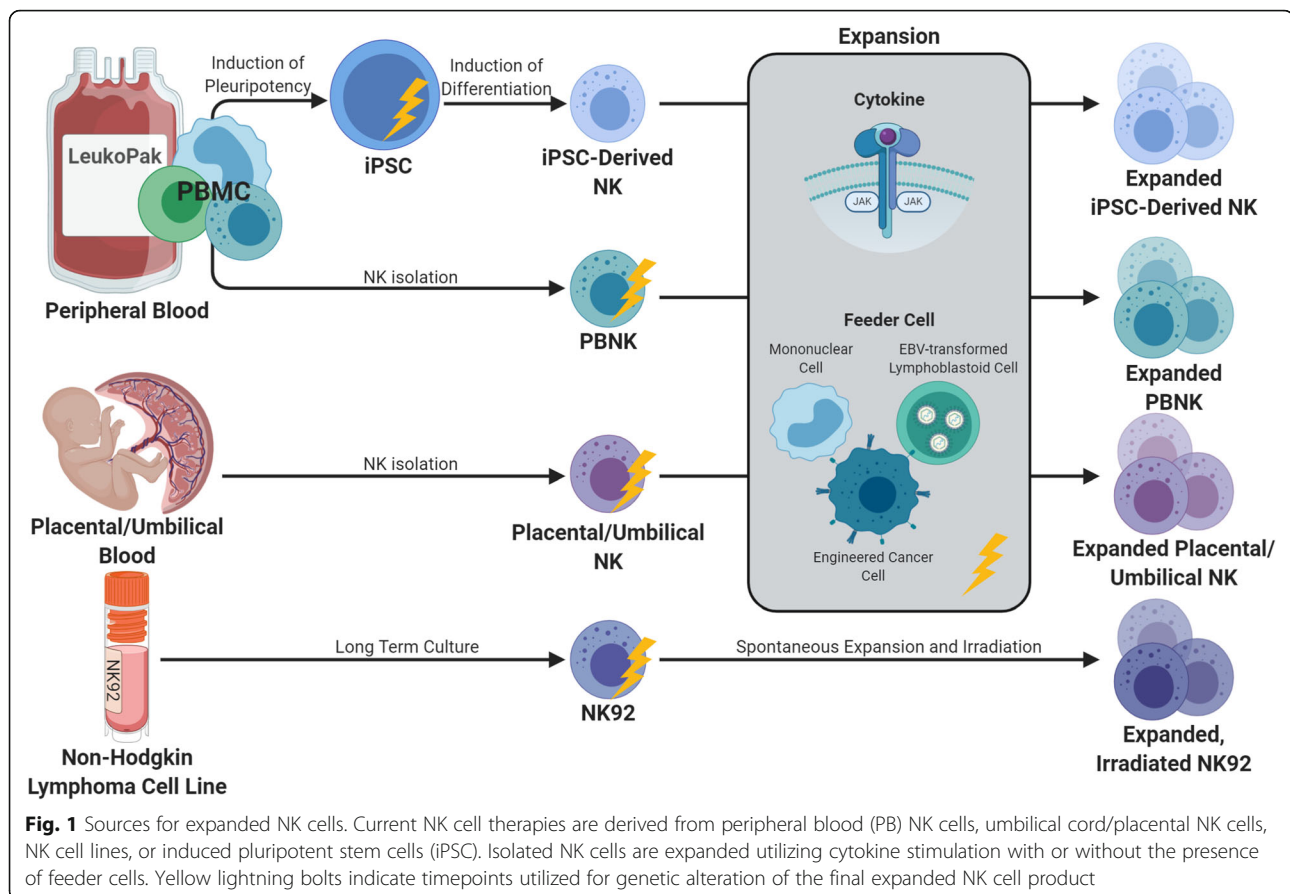 Expansion
Induction of
Pleuripotency
Induction of
Differentiation
LeukoPak
PBMC
iPSC
iPSC-Derived
NK
Cytokine
JAK
JAK
Expanded
iPSC-Derived NK
Peripheral Blood
NK isolation
PBNK
Feeder Cell
Mononuclear
Cell
EBV-transformed
Lymphoblastoid Cell
Engineered Cancer
Cell
Expanded
PBNK
Placental/Umbilical
Blood
NK isolation
Placental/Umbilical
NK
Expanded Placental/
Umbilical NK
NK92
Non-Hodgkin
Lymphoma Cell Line
Long Term Culture
NK92
Spontaneous Expansion and Irradiation
Expanded,
Irradiated NK92
Fig. 1 Sources for expanded NK cells. Current NK cell therapies are derived from peripheral blood (PB) NK cells, umbilical cord/placental NK cells,
NK cell lines, or induced pluripotent stem cells (iPSC). Isolated NK cells are expanded utilizing cytokine stimulation with or without the presence
of feeder cells. Yellow lightning bolts indicate timepoints utilized for genetic alteration of the final expanded NK cell product